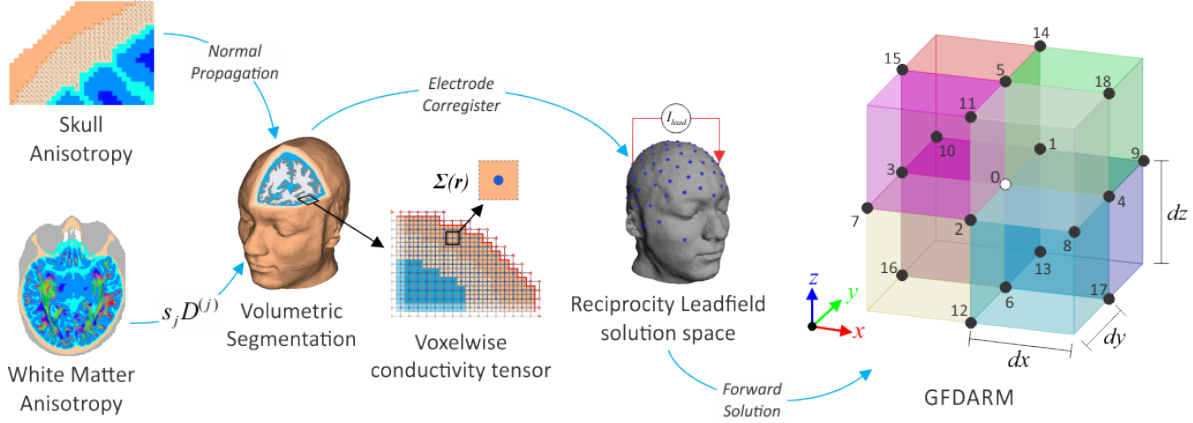 Skull
Anisotropy
Normal
Propagation
White Matter
Anisotropy
s_j D^(j)
Volumetric
Segmentation
Electrode
Corregister
Σ(r)
Voxelwise
conductivity tensor
I_lead
Reciprocity Leadfield
solution space
Forward
Solution
z
y
x
14
15
5
18
11
1
10
9
3
0
4
7
2
8
13
16
6
17
12
dz
dy
dx
GFDARM